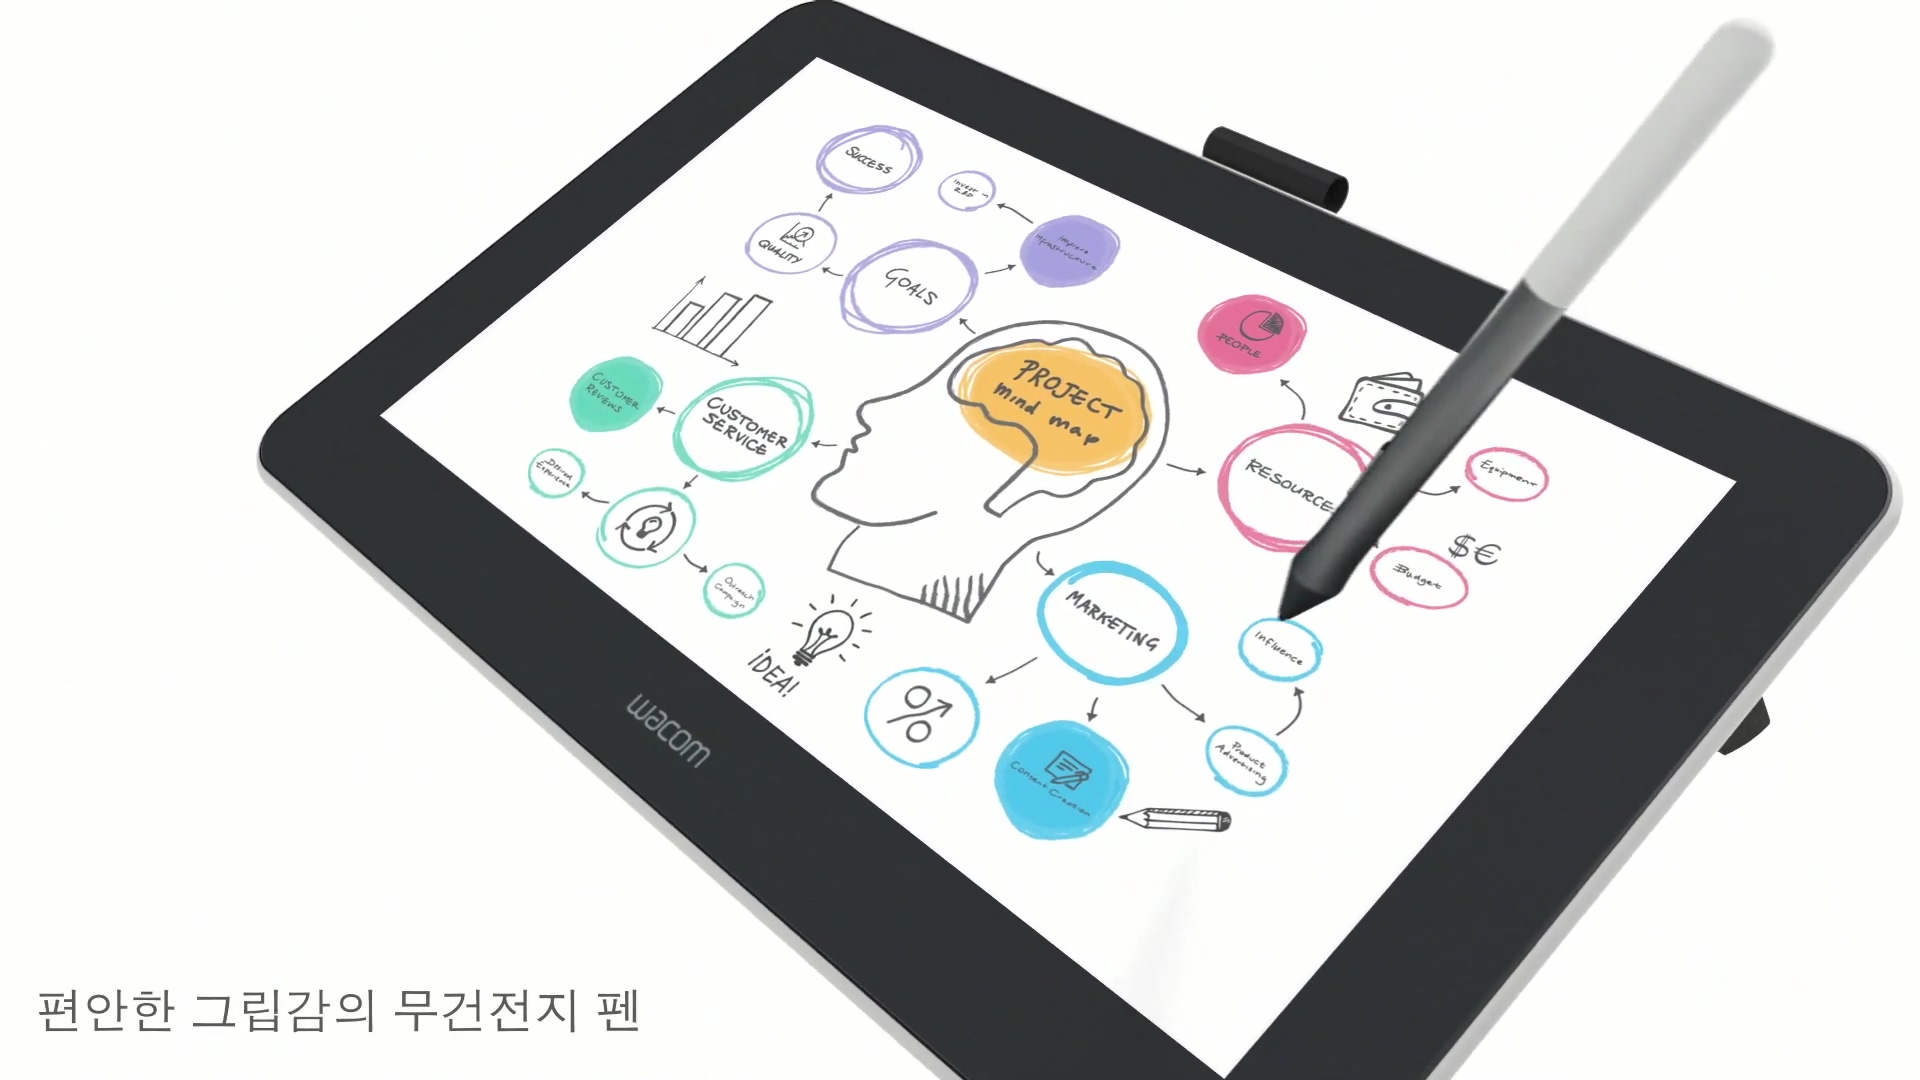 SUCCESS
Invest in
R&D
Improve
Infrastructure
QUALITY
GOALS
PEOPLE
PROJECT
mind map
CUSTOMER
REVIEWS
CUSTOMER
SERVICE
RESOURCES
Equipment
Desired
Experience
$€
Budget
Outreach
Campaign
MARKETING
Influence
iDEA!
%
Product
Advertising
Content Creation
wacom
편안한 그립감의 무건전지 펜